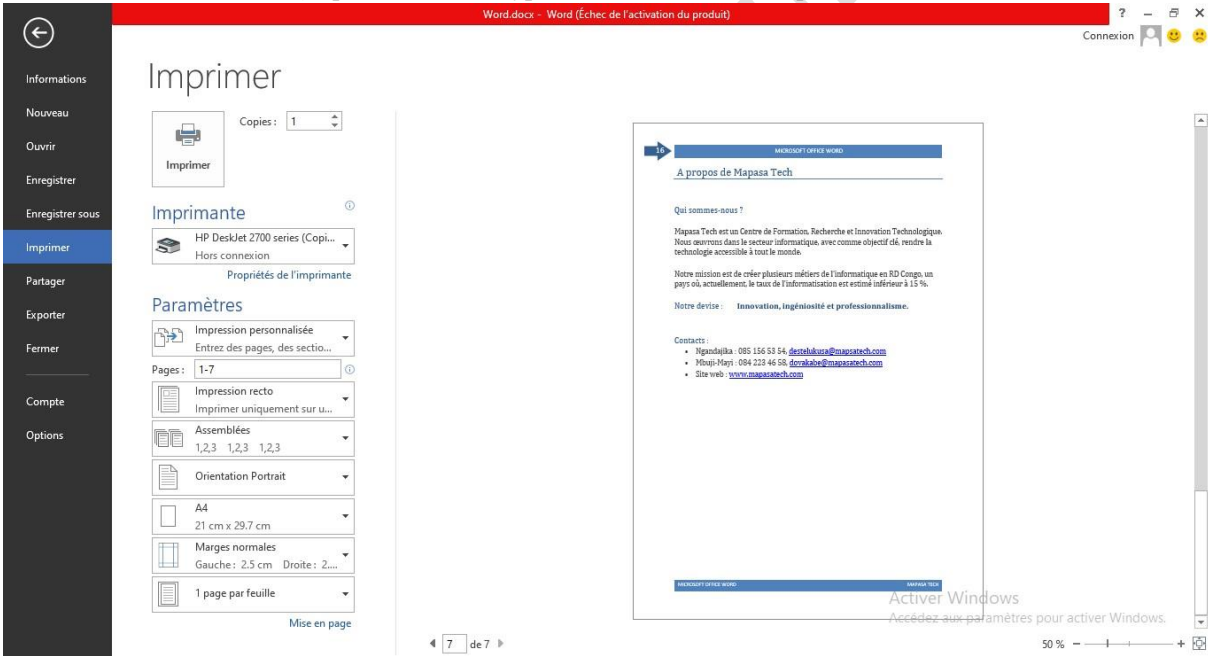 Word.docx - Word (Échec de l'activation du produit)
? – X
Connexion
Informations
Nouveau
Ouvrir
Enregistrer
Enregistrer sous
Imprimer
Partager
Exporter
Fermer
Compte
Options
Imprimer
Copies : 1
Imprimer
Imprimante
HP DeskJet 2700 series (Copi...
Hors connexion
Propriétés de l'imprimante
Paramètres
Impression personnalisée
Entrez des pages, des sectio...
Pages : 1-7
Impression recto
Imprimer uniquement sur u...
Assemblées
1,2,3 1,2,3 1,2,3
Orientation Portrait
A4
21 cm x 29.7 cm
Marges normales
Gauche : 2.5 cm Droite : 2....
1 page par feuille
Mise en page
16 MICROSOFT OFFICE WORD
A propos de Mapasa Tech
Qui sommes-nous ?
Mapasa Tech est un Centre de Formation, Recherche et Innovation Technologique.
Nous œuvrons dans le secteur informatique, avec comme objectif clé, rendre la
technologie accessible à tout le monde.
Notre mission est de créer plusieurs métiers de l'informatique en RD Congo, un
pays où, actuellement, le taux de l'informatisation est estimé inférieur à 15 %.
Notre devise : Innovation, ingéniosité et professionnalisme.
Contacts :
• Ngandajika : 085 156 53 54, destelukusa@mapsatech.com
• Mbuji-Mayi : 084 223 46 58, dovakabe@mapasatech.com
• Site web : www.mapasatech.com
MICROSOFT OFFICE WORD MAPASA TECH
Activer Windows
Accédez aux paramètres pour activer Windows.
7 de 7
50 % – +